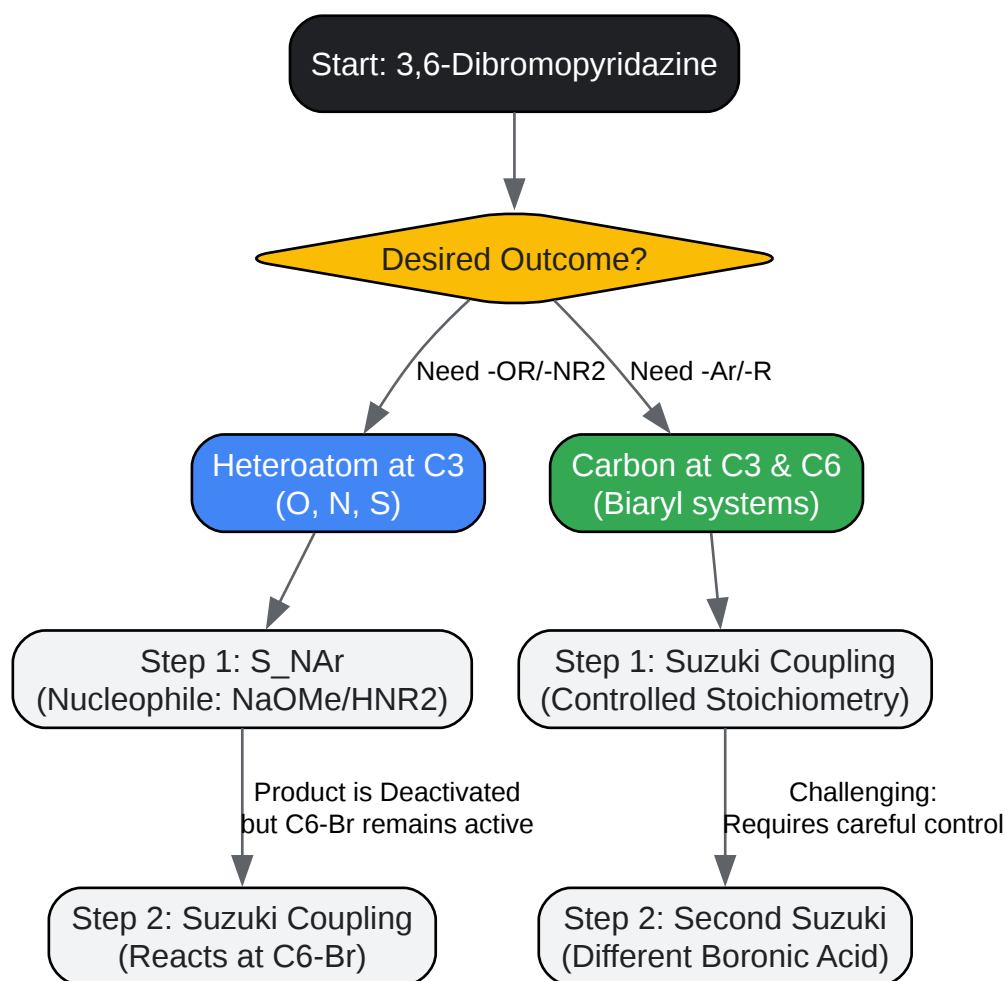 Start: 3,6-Dibromopyridazine
Desired Outcome?
Need -OR/-NR2
Need -Ar/-R
Heteroatom at C3
(O, N, S)
Carbon at C3 & C6
(Biaryl systems)
Step 1: S_NAr
(Nucleophile: NaOMe/HNR2)
Step 1: Suzuki Coupling
(Controlled Stoichiometry)
Product is Deactivated
but C6-Br remains active
Challenging:
Requires careful control
Step 2: Suzuki Coupling
(Reacts at C6-Br)
Step 2: Second Suzuki
(Different Boronic Acid)